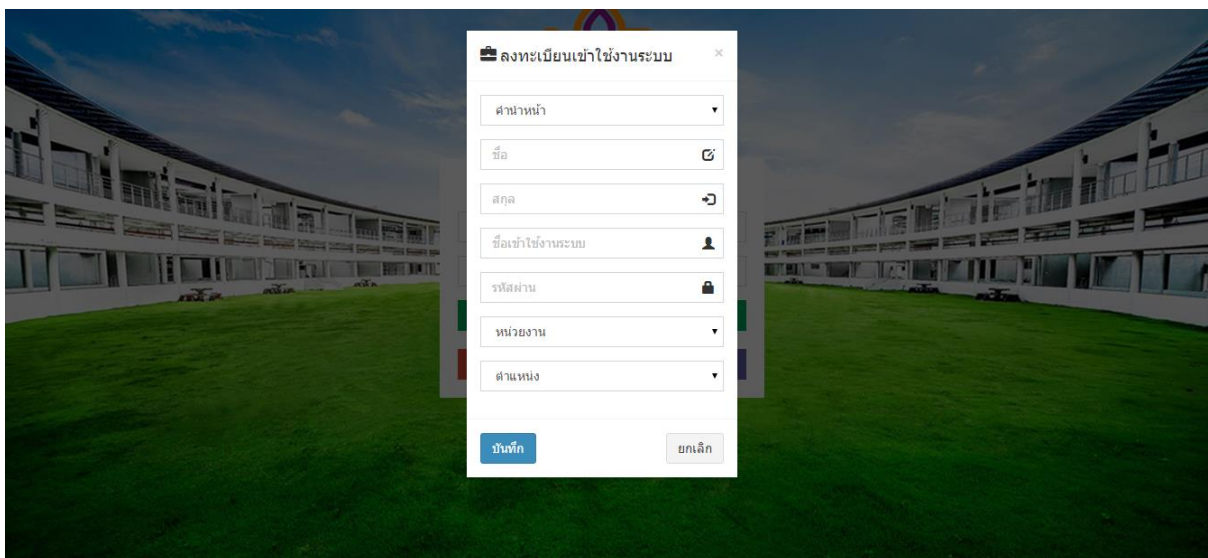 ลงทะเบียนเข้าใช้งานระบบ ×
คำนำหน้า
ชื่อ
สกุล
ชื่อเข้าใช้งานระบบ
รหัสผ่าน
หน่วยงาน
ตำแหน่ง
บันทึก ยกเลิก